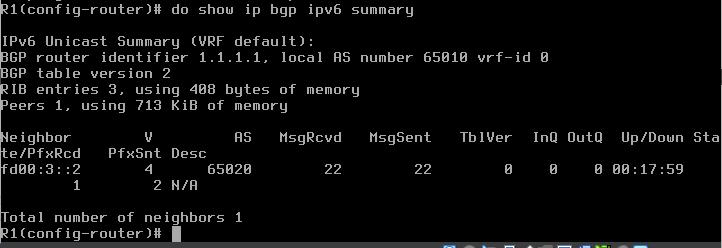 R1(config-router)# do show ip bgp ipv6 summary
IPv6 Unicast Summary (VRF default):
BGP router identifier 1.1.1.1, local AS number 65010 vrf-id 0
BGP table version 2
RIB entries 3, using 408 bytes of memory
Peers 1, using 713 KiB of memory
Neighbor V AS MsgRcvd MsgSent TblVer InQ OutQ Up/Down Sta
te/PfxRcd PfxSnt Desc
fd00:3::2 4 65020 22 22 0 0 0 00:17:59
1 2 N/A
Total number of neighbors 1
R1(config-router)#